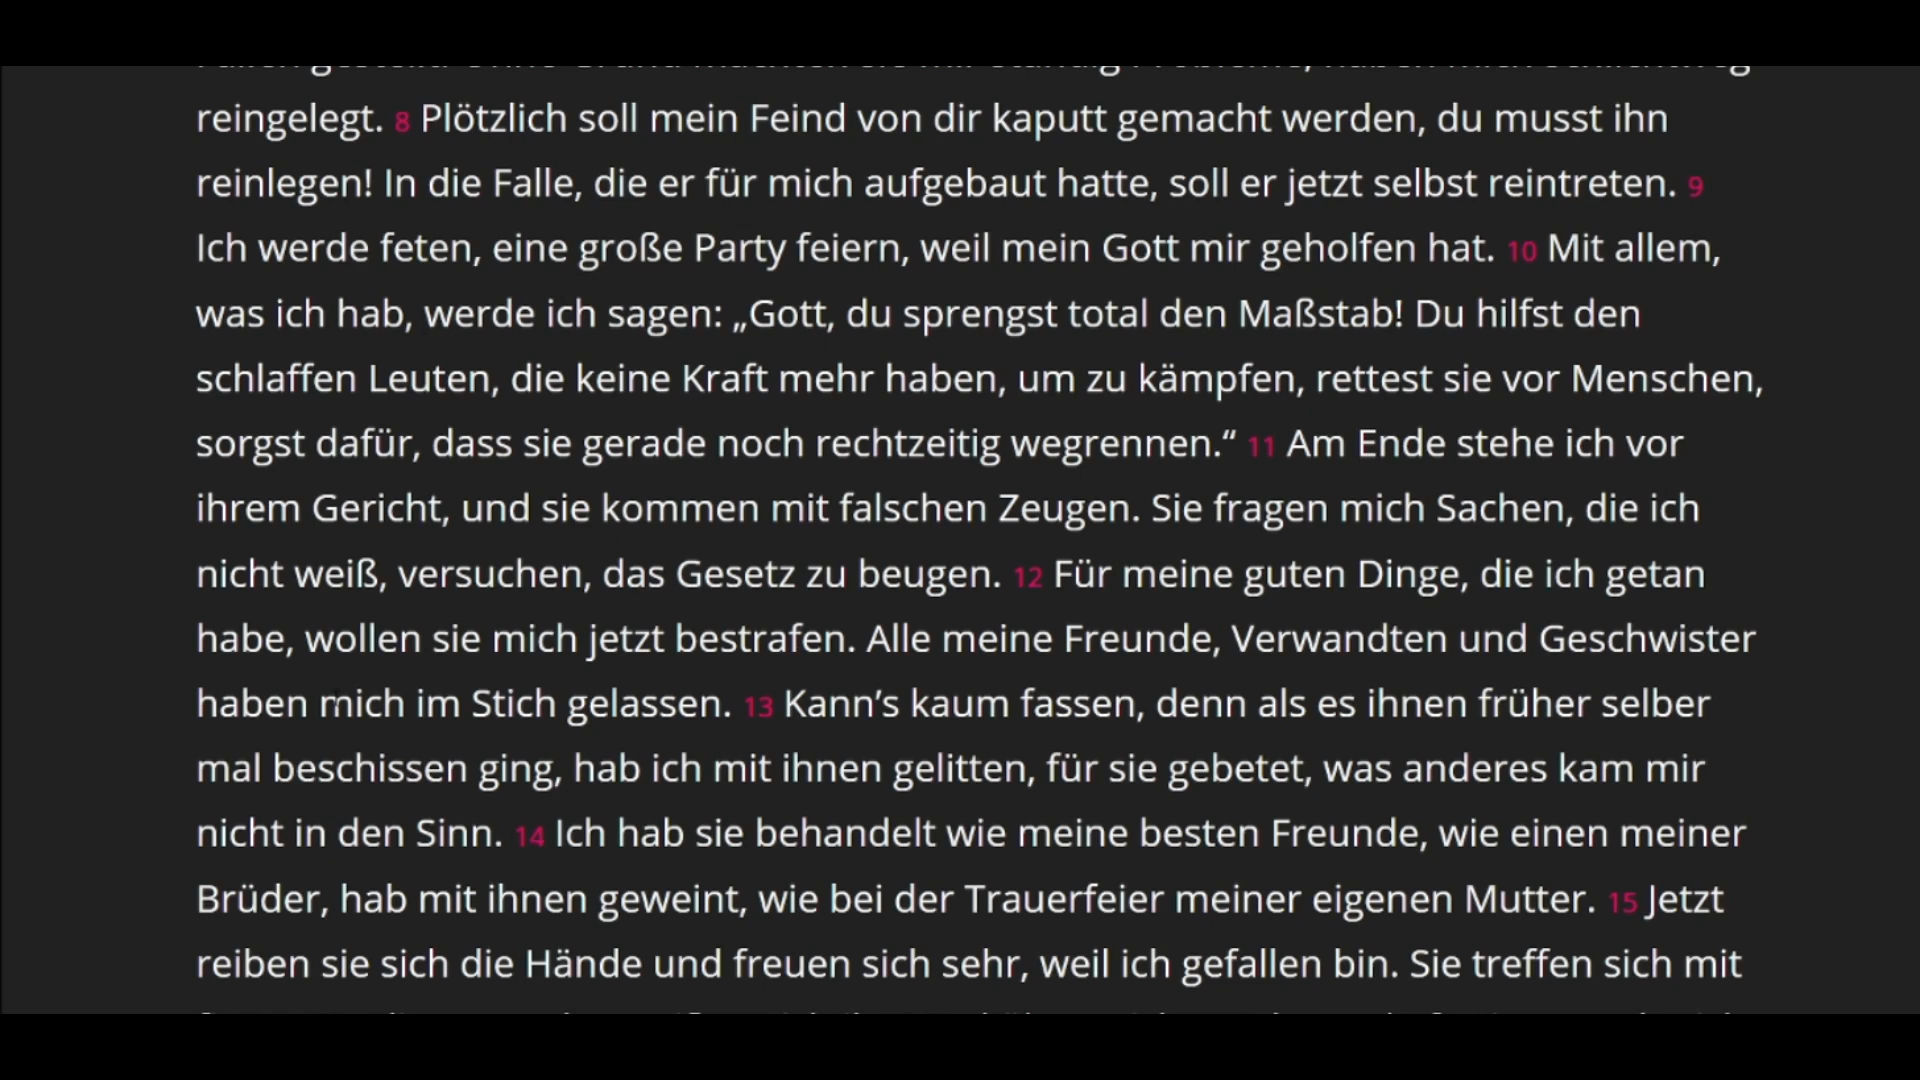 reingelegt. 8 Plötzlich soll mein Feind von dir kaputt gemacht werden, du musst ihn
reinlegen! In die Falle, die er für mich aufgebaut hatte, soll er jetzt selbst reintreten. 9
Ich werde feten, eine große Party feiern, weil mein Gott mir geholfen hat. 10 Mit allem,
was ich hab, werde ich sagen: „Gott, du sprengst total den Maßstab! Du hilfst den
schlaffen Leuten, die keine Kraft mehr haben, um zu kämpfen, rettest sie vor Menschen,
sorgst dafür, dass sie gerade noch rechtzeitig wegrennen.“ 11 Am Ende stehe ich vor
ihrem Gericht, und sie kommen mit falschen Zeugen. Sie fragen mich Sachen, die ich
nicht weiß, versuchen, das Gesetz zu beugen. 12 Für meine guten Dinge, die ich getan
habe, wollen sie mich jetzt bestrafen. Alle meine Freunde, Verwandten und Geschwister
haben mich im Stich gelassen. 13 Kann’s kaum fassen, denn als es ihnen früher selber
mal beschissen ging, hab ich mit ihnen gelitten, für sie gebetet, was anderes kam mir
nicht in den Sinn. 14 Ich hab sie behandelt wie meine besten Freunde, wie einen meiner
Brüder, hab mit ihnen geweint, wie bei der Trauerfeier meiner eigenen Mutter. 15 Jetzt
reiben sie sich die Hände und freuen sich sehr, weil ich gefallen bin. Sie treffen sich mit